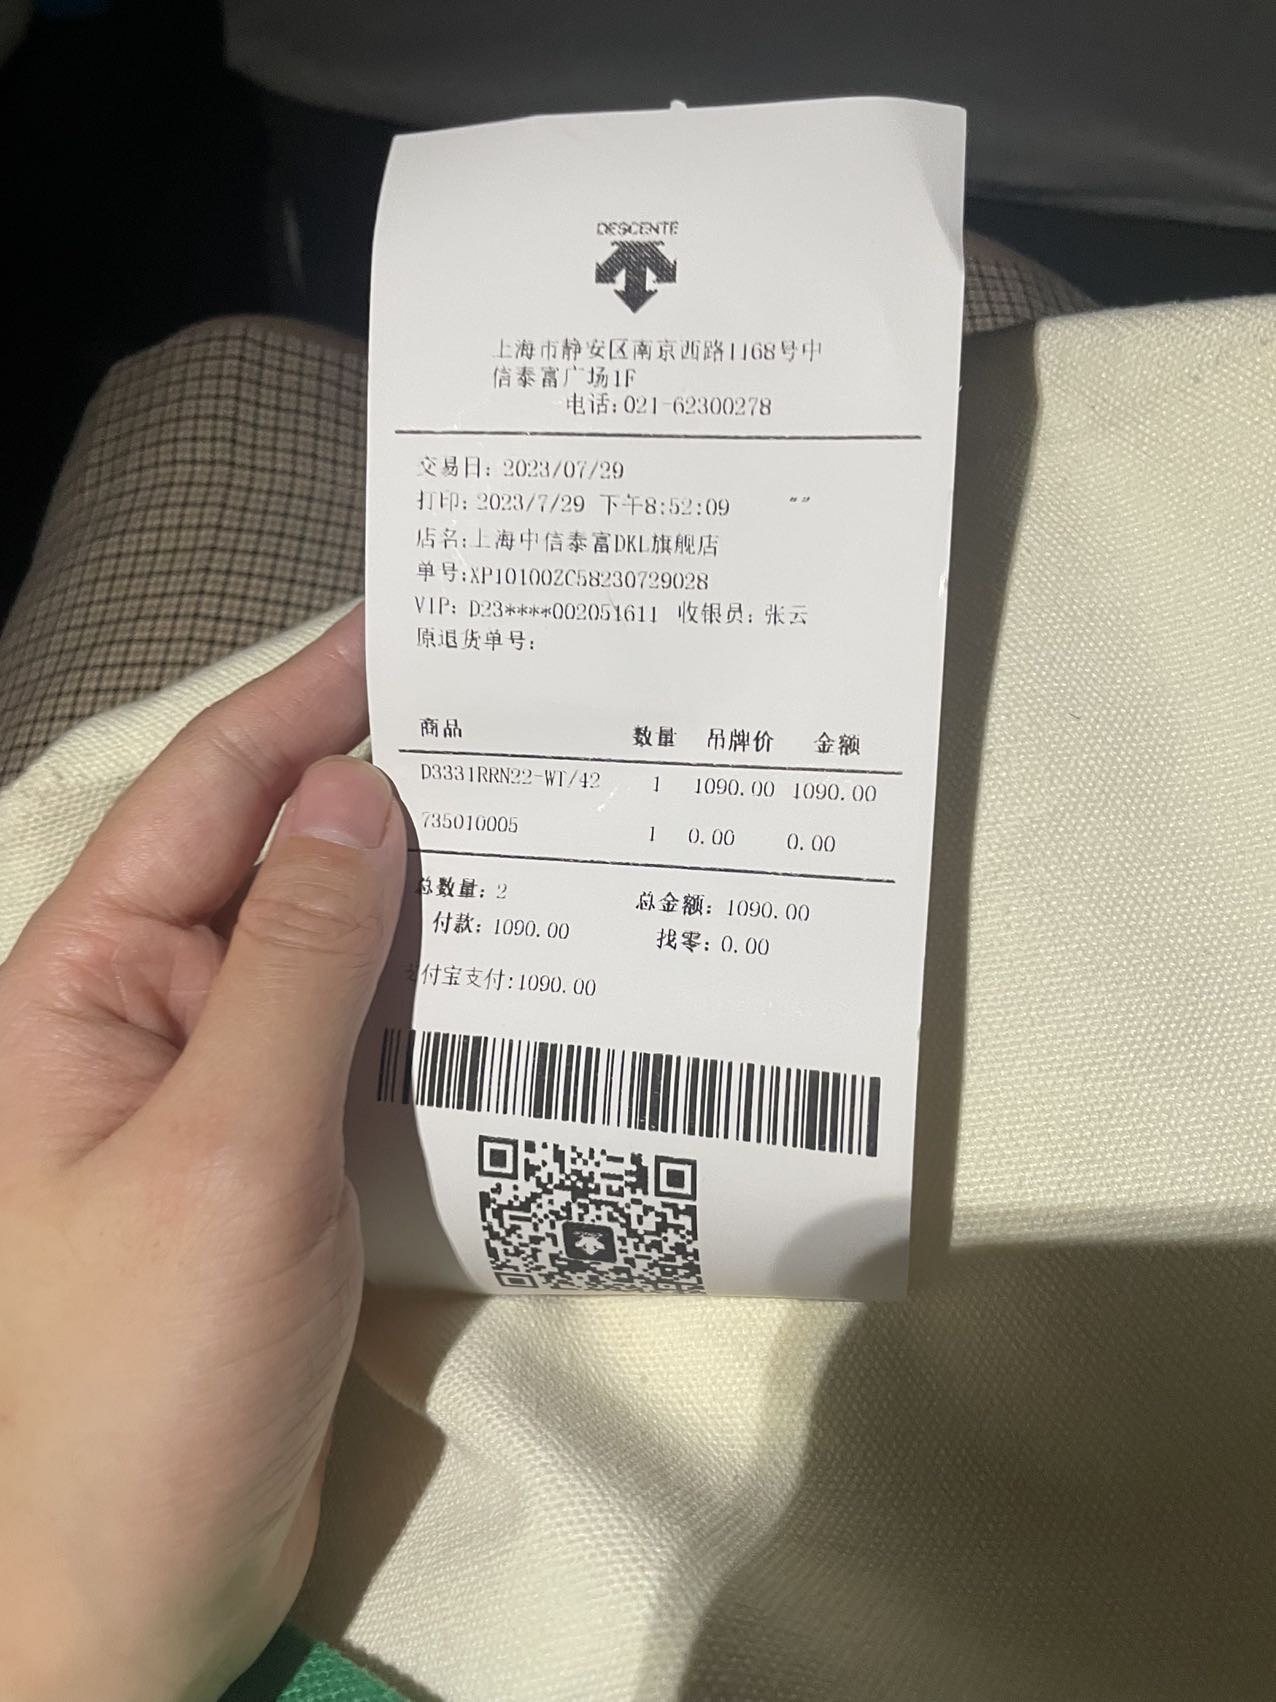 DESCENTE
上海市静安区南京西路1168号中
信泰富广场1F
电话:021-62300278
交易日: 2023/07/29
打印: 2023/7/29 下午8:52:09 “”
店名:上海中信泰富DKL旗舰店
单号:XP10100ZC58230729028
VIP: D23****002051611 收银员: 张云
原退货单号:
商品 数量 吊牌价 金额
D3331RRN22-WT/42 1 1090.00 1090.00
735010005 1 0.00 0.00
总数量: 2 总金额: 1090.00
付款: 1090.00 找零: 0.00
支付宝支付:1090.00